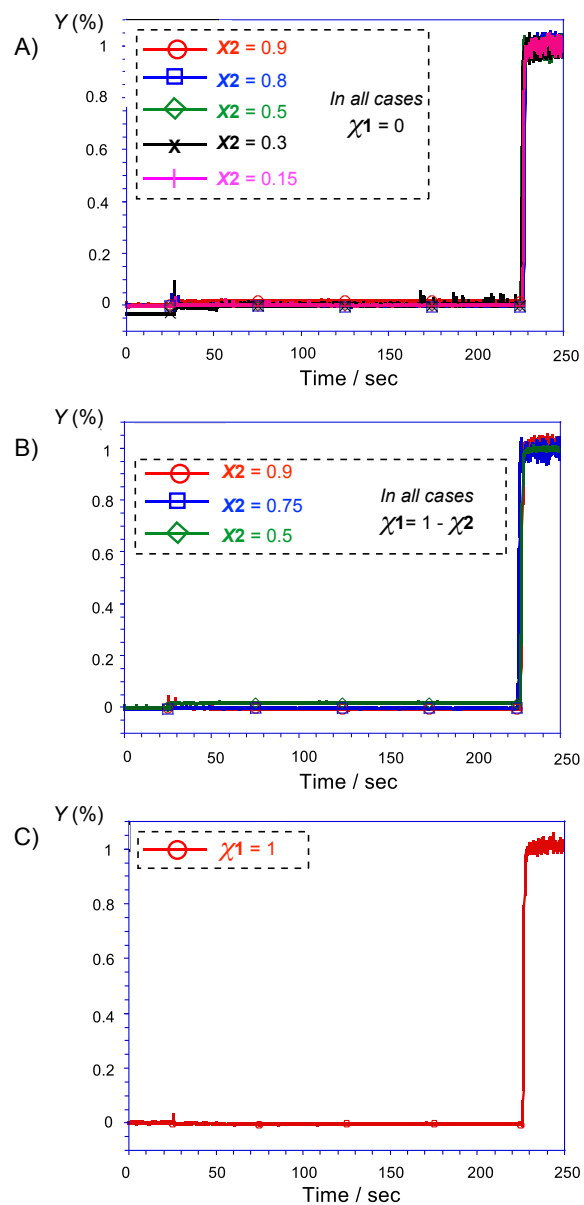 A)
Y (%)
1
0.8
0.6
0.4
0.2
0
X2 = 0.9
X2 = 0.8
X2 = 0.5
X2 = 0.3
X2 = 0.15
In all cases
χ1 = 0
0 50 100 150 200 250
Time / sec
B)
Y (%)
1
0.8
0.6
0.4
0.2
0
X2 = 0.9
X2 = 0.75
X2 = 0.5
In all cases
χ1 = 1 - χ2
0 50 100 150 200 250
Time / sec
C)
Y (%)
1
0.8
0.6
0.4
0.2
0
χ1 = 1
0 50 100 150 200 250
Time / sec